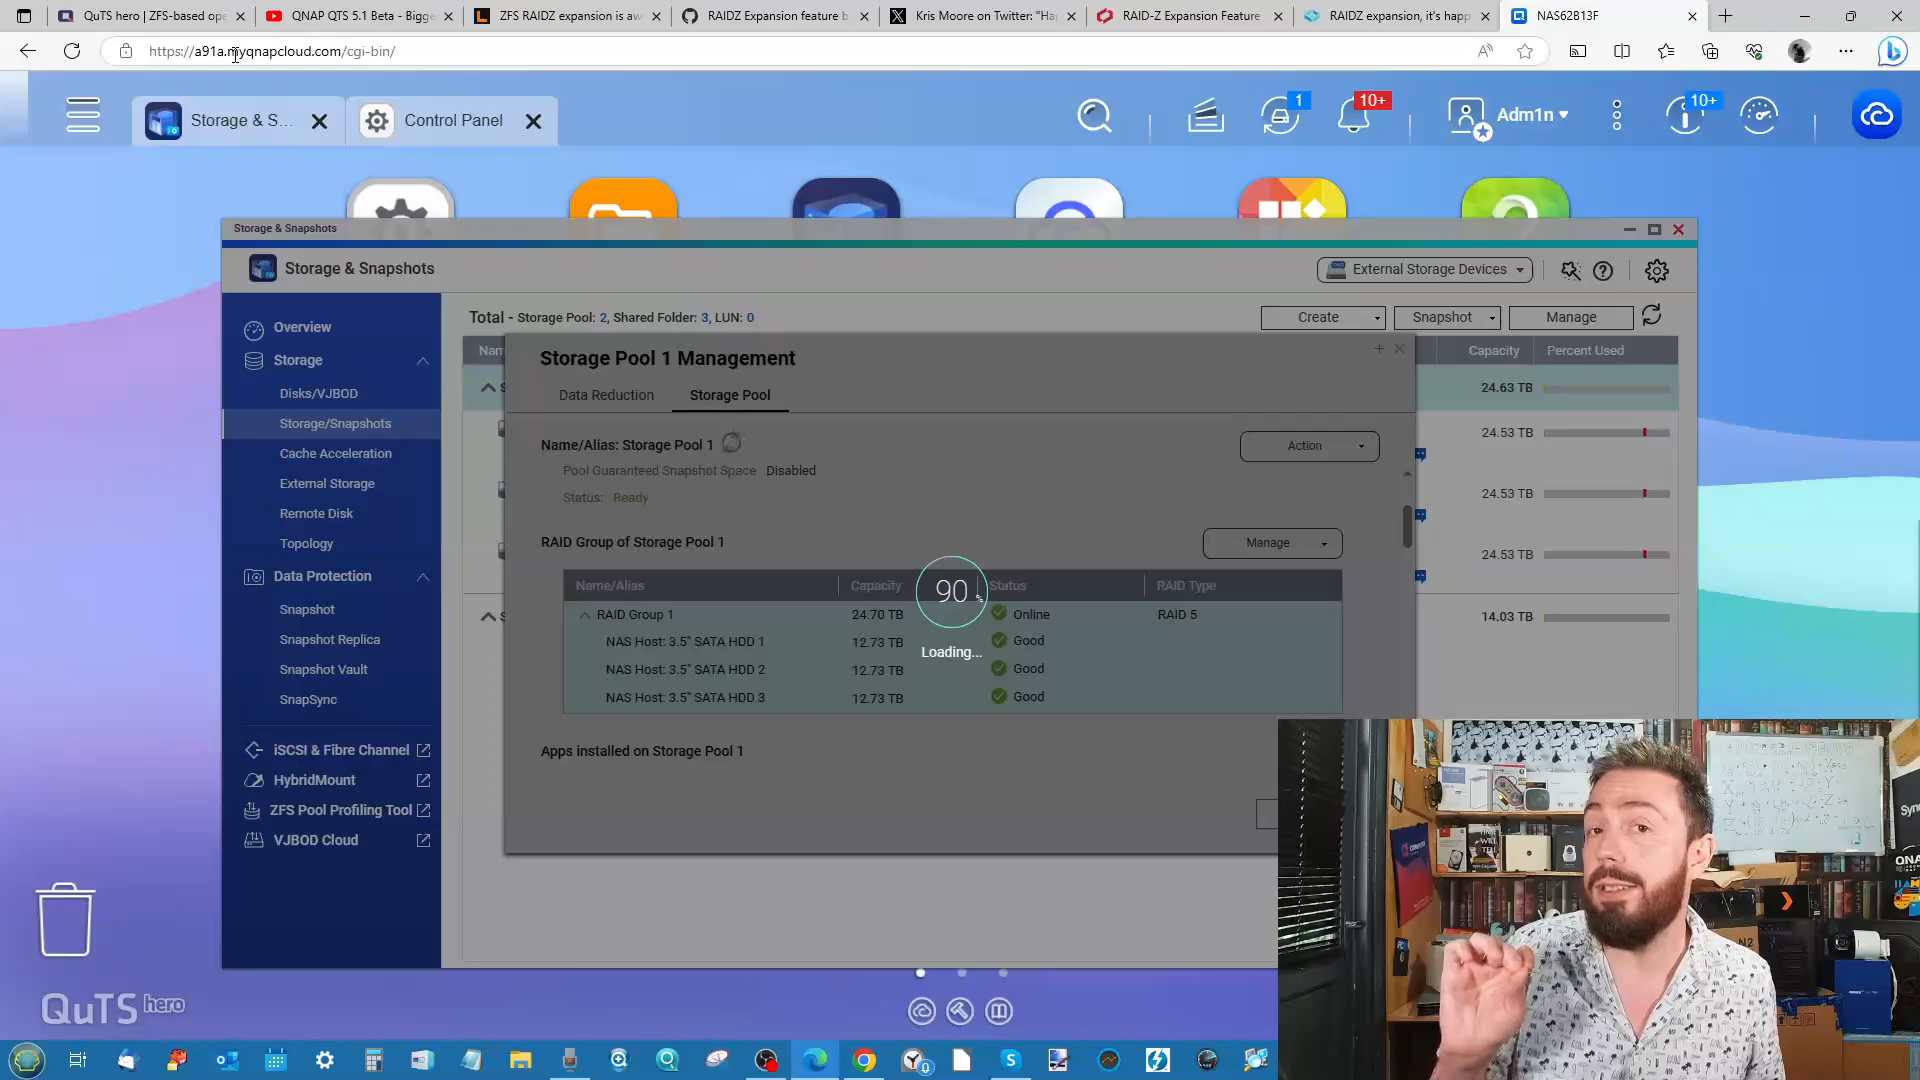 QuTS hero | ZFS-based ope
QNAP QTS 5.1 Beta - Bigge
ZFS RAIDZ expansion is aw
RAIDZ Expansion feature b
Kris Moore on Twitter: "Ha
RAID-Z Expansion Feature
RAIDZ expansion, it's happ
NAS62B13F
https://a91a.myqnapcloud.com/cgi-bin/
Storage & S...
Control Panel
1
10+
Adm1n
10+
Storage & Snapshots
Storage & Snapshots
External Storage Devices
Overview
Storage
Disks/VJBOD
Storage/Snapshots
Cache Acceleration
External Storage
Remote Disk
Topology
Data Protection
Snapshot
Snapshot Replica
Snapshot Vault
SnapSync
iSCSI & Fibre Channel
HybridMount
ZFS Pool Profiling Tool
VJBOD Cloud
Total - Storage Pool: 2, Shared Folder: 3, LUN: 0
Create
Snapshot
Manage
Capacity
Percent Used
24.63 TB
24.53 TB
24.53 TB
24.53 TB
14.03 TB
Storage Pool 1 Management
Data Reduction
Storage Pool
Name/Alias: Storage Pool 1
Action
Pool Guaranteed Snapshot Space Disabled
Status: Ready
RAID Group of Storage Pool 1
Manage
Name/Alias
Capacity
Status
RAID Type
RAID Group 1 24.70 TB Online RAID 5
NAS Host: 3.5" SATA HDD 1 12.73 TB Good
NAS Host: 3.5" SATA HDD 2 12.73 TB Good
NAS Host: 3.5" SATA HDD 3 12.73 TB Good
90 %
Loading...
Apps installed on Storage Pool 1
QuTS hero